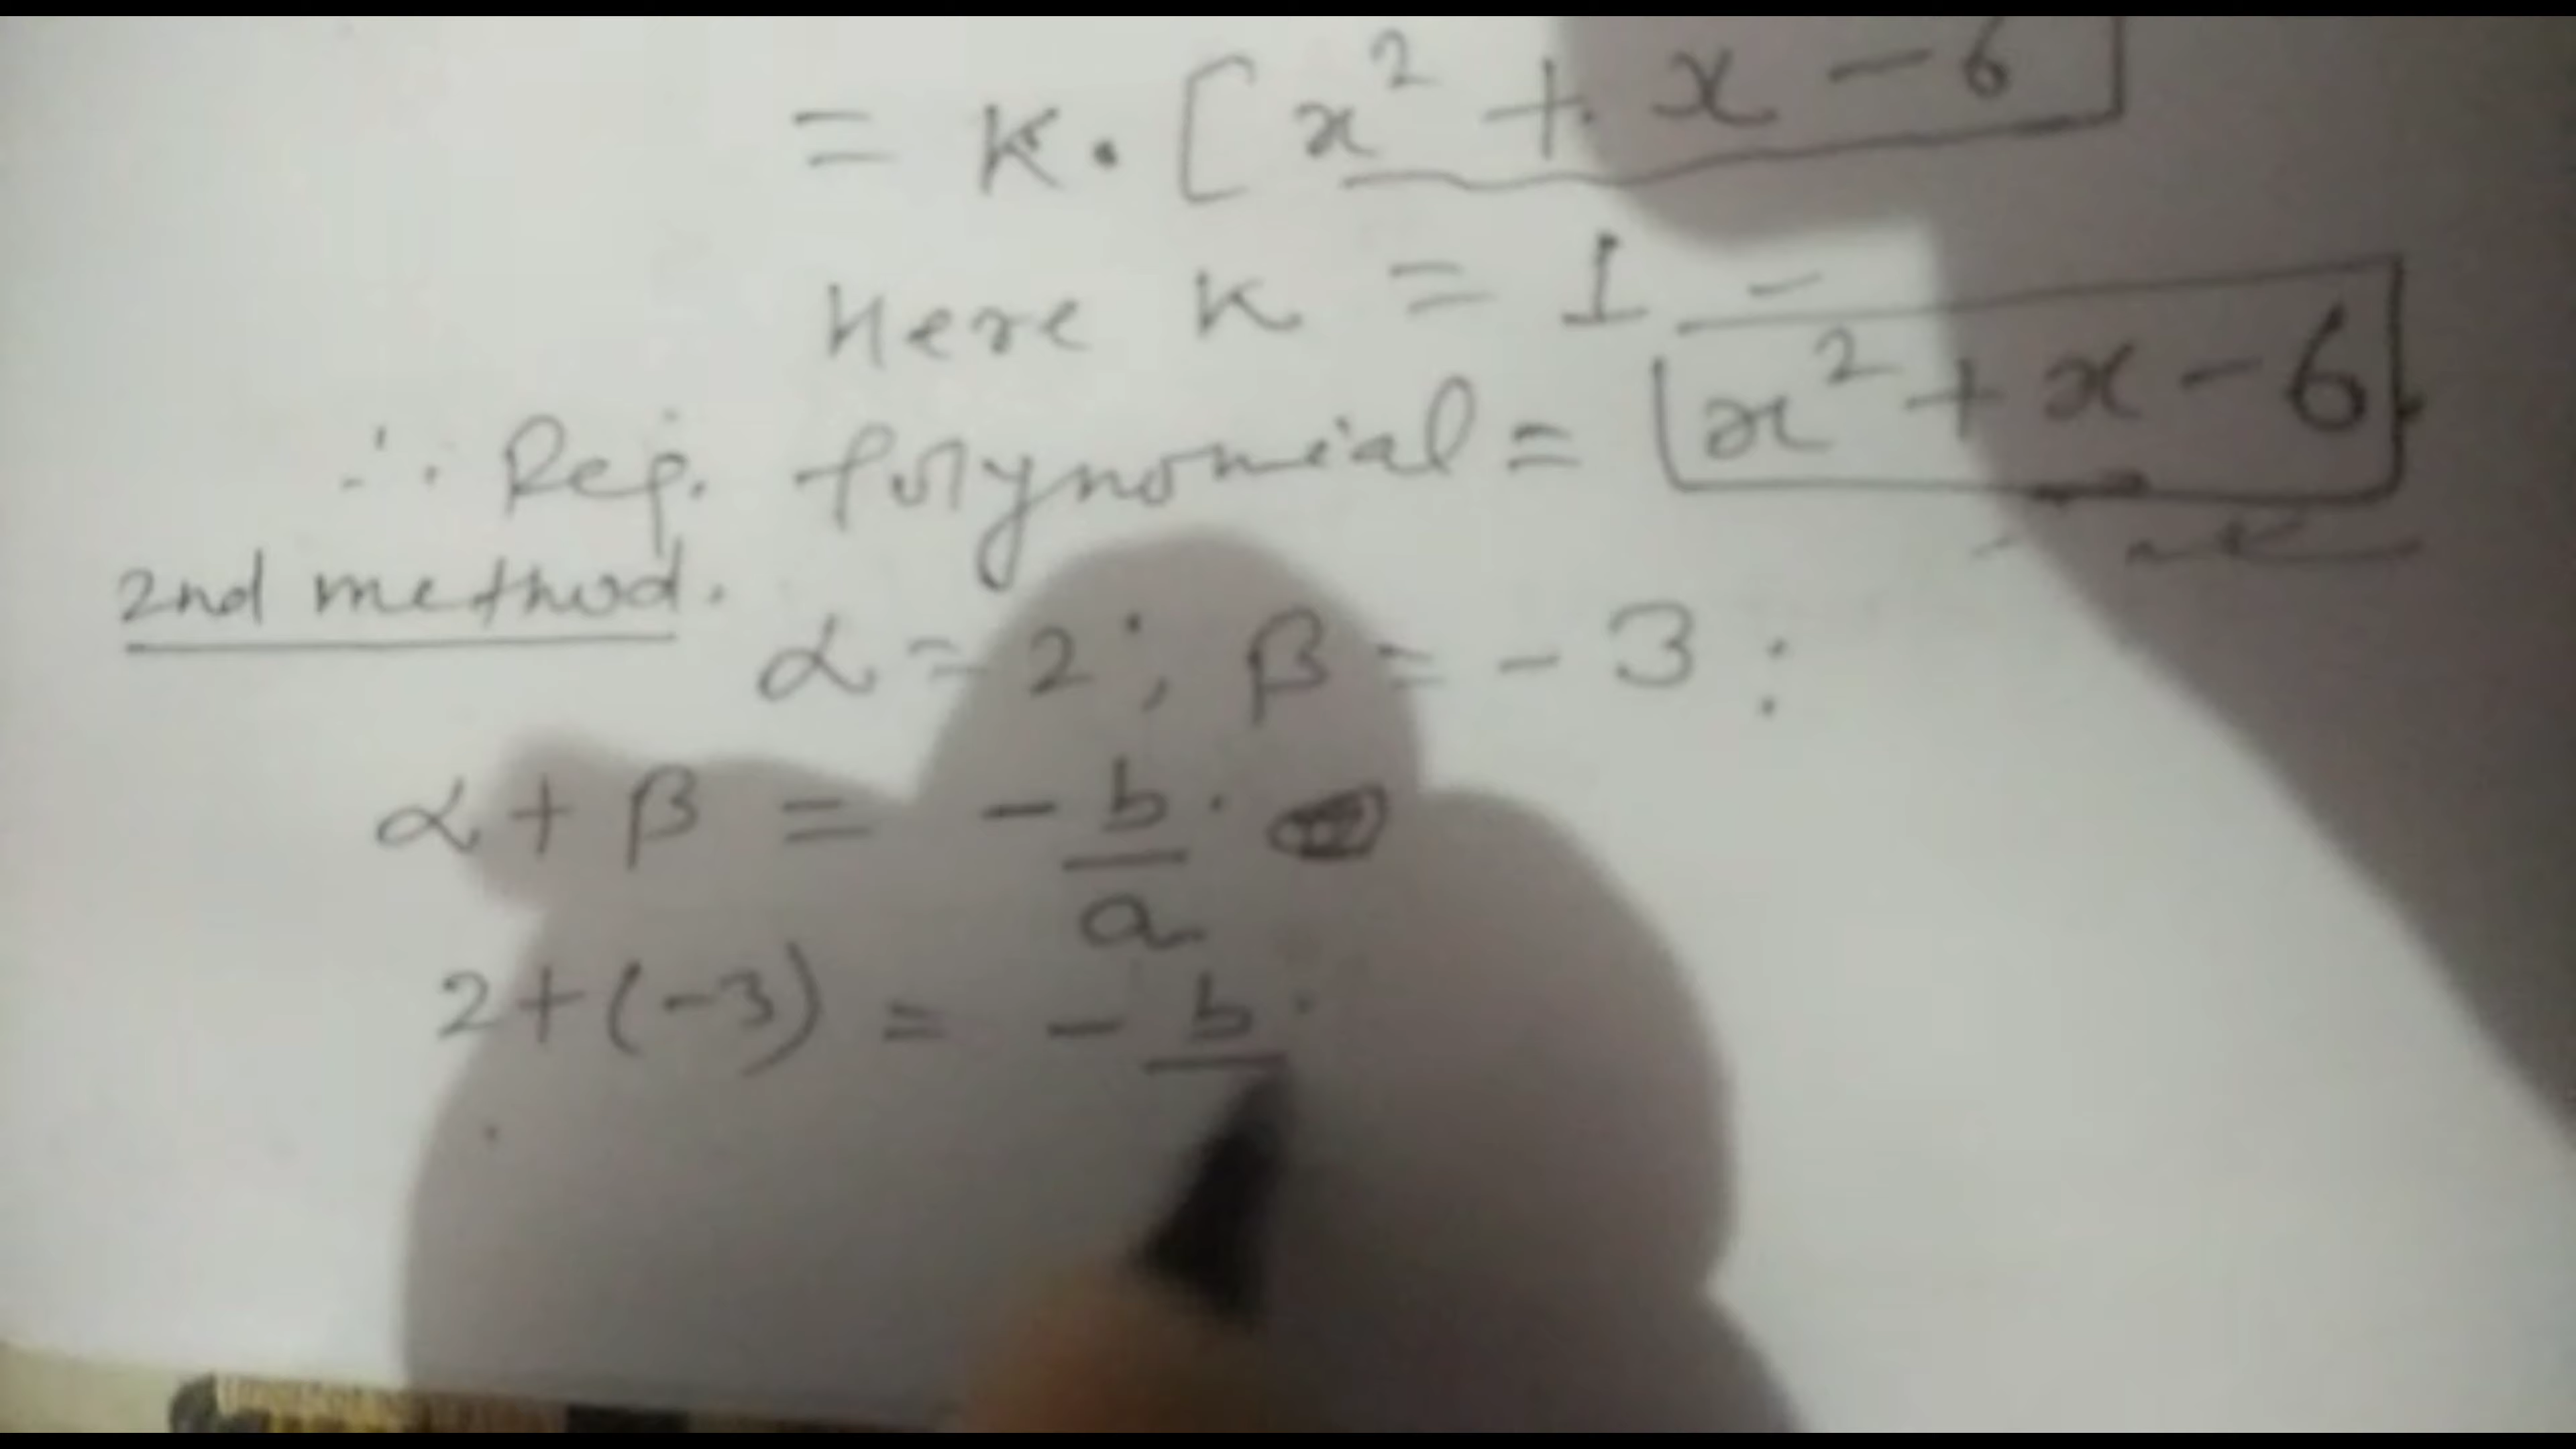 = K. [x² + x - 6]
Here K = 1
∴ Req. polynomial = x² + x - 6
2nd method.
α = 2; β = -3:
α + β = -b/a
2 + (-3) = -b/